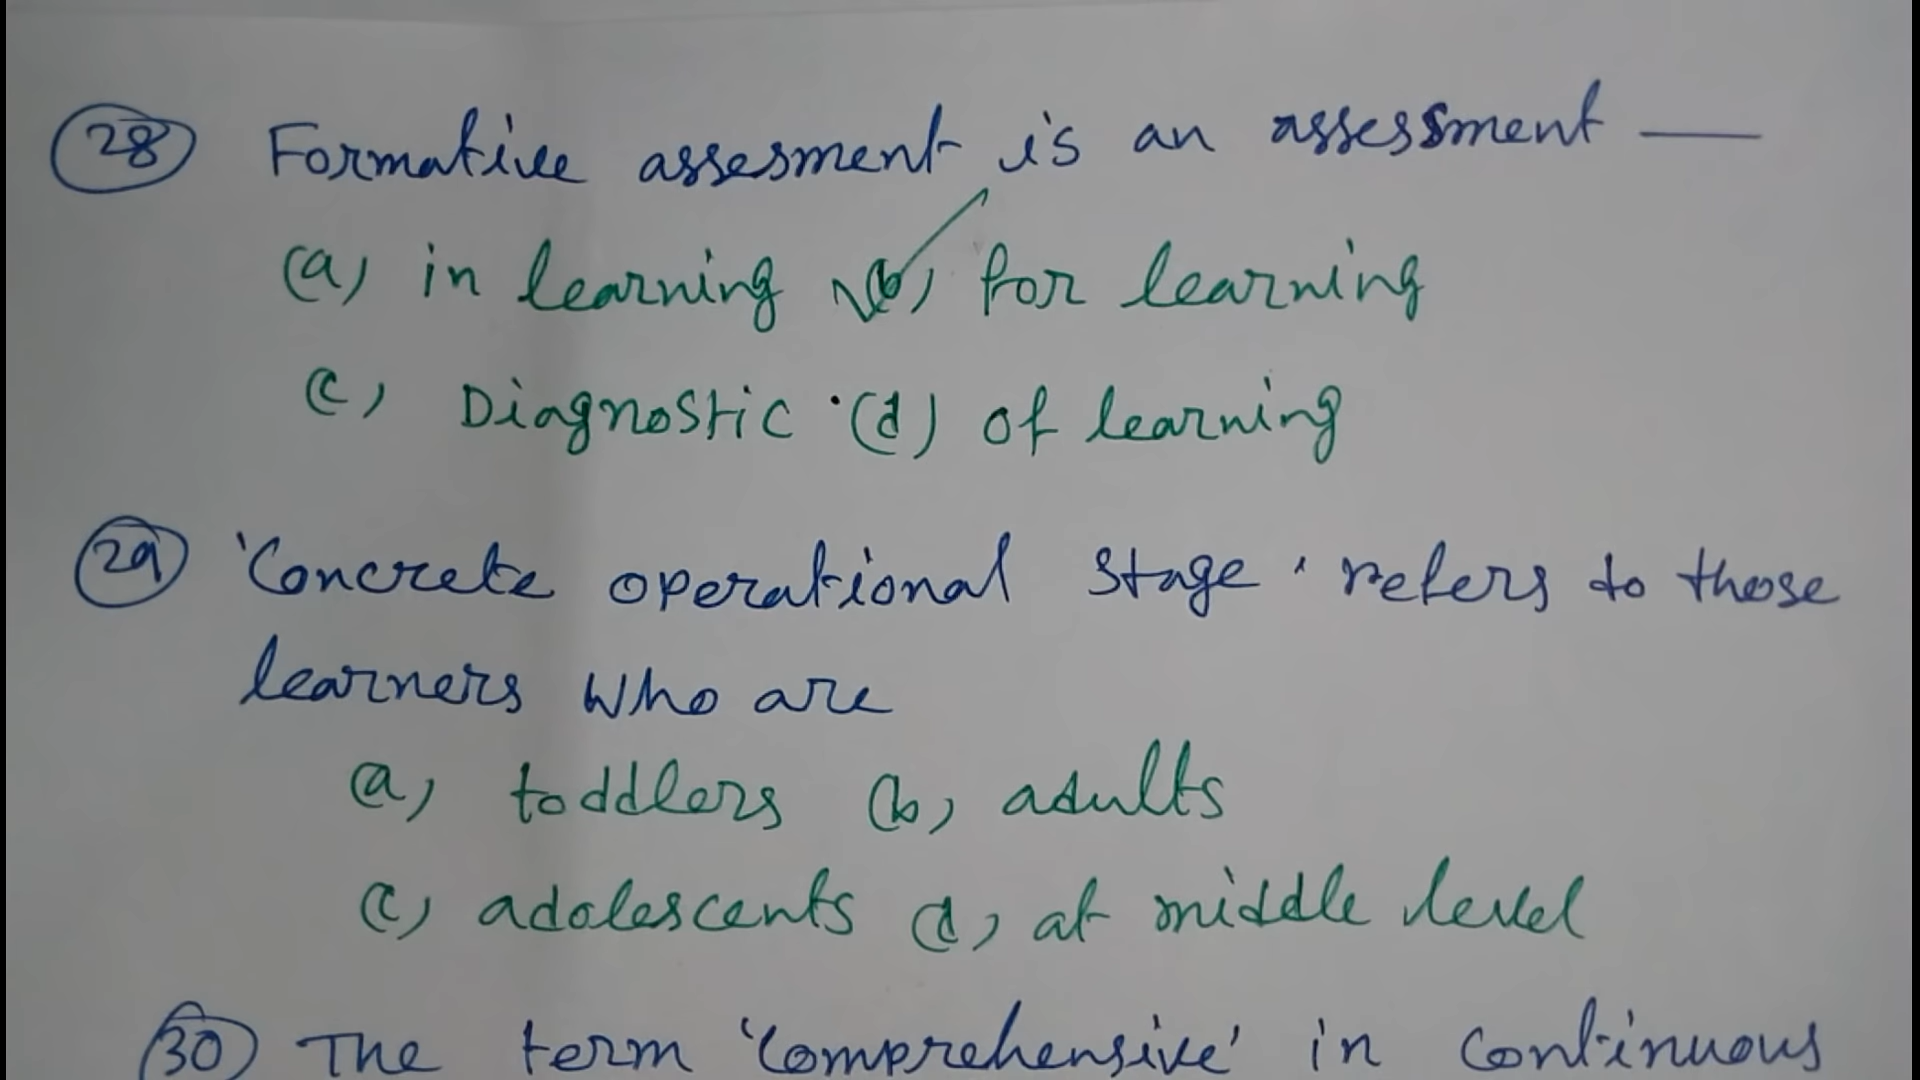 28 Formative assesment is an assessment —
(a) in learning (b) for learning
(c) Diagnostic (d) of learning
29 'Concrete operational Stage' refers to those
learners who are
(a) toddlers (b) adults
(c) adolescents (d) at middle level
30 The term 'Comprehensive' in Continuous